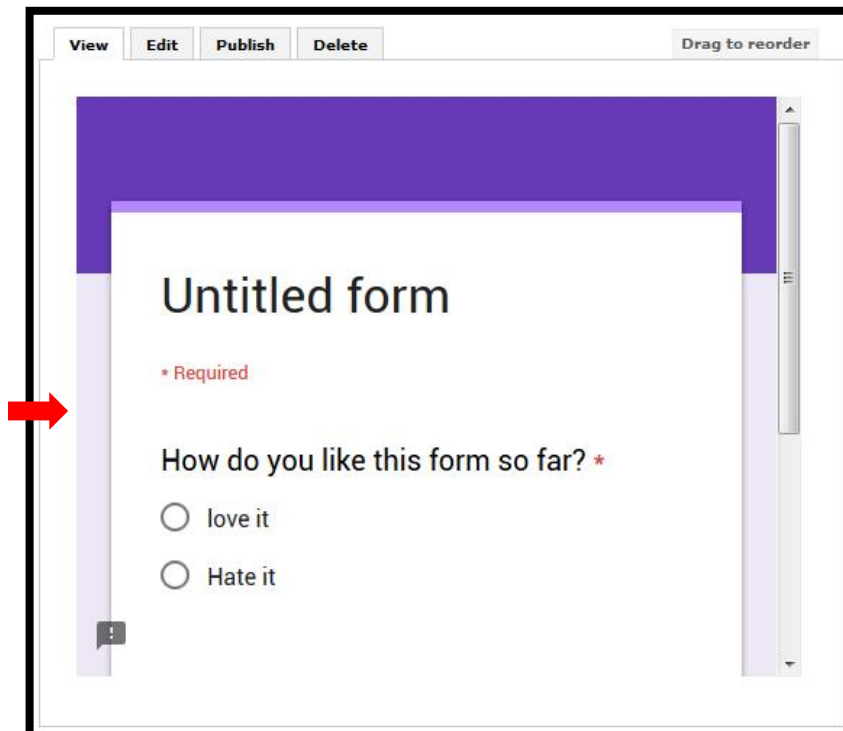 View Edit Publish Delete Drag to reorder
Untitled form
* Required
How do you like this form so far? *
love it
Hate it
!